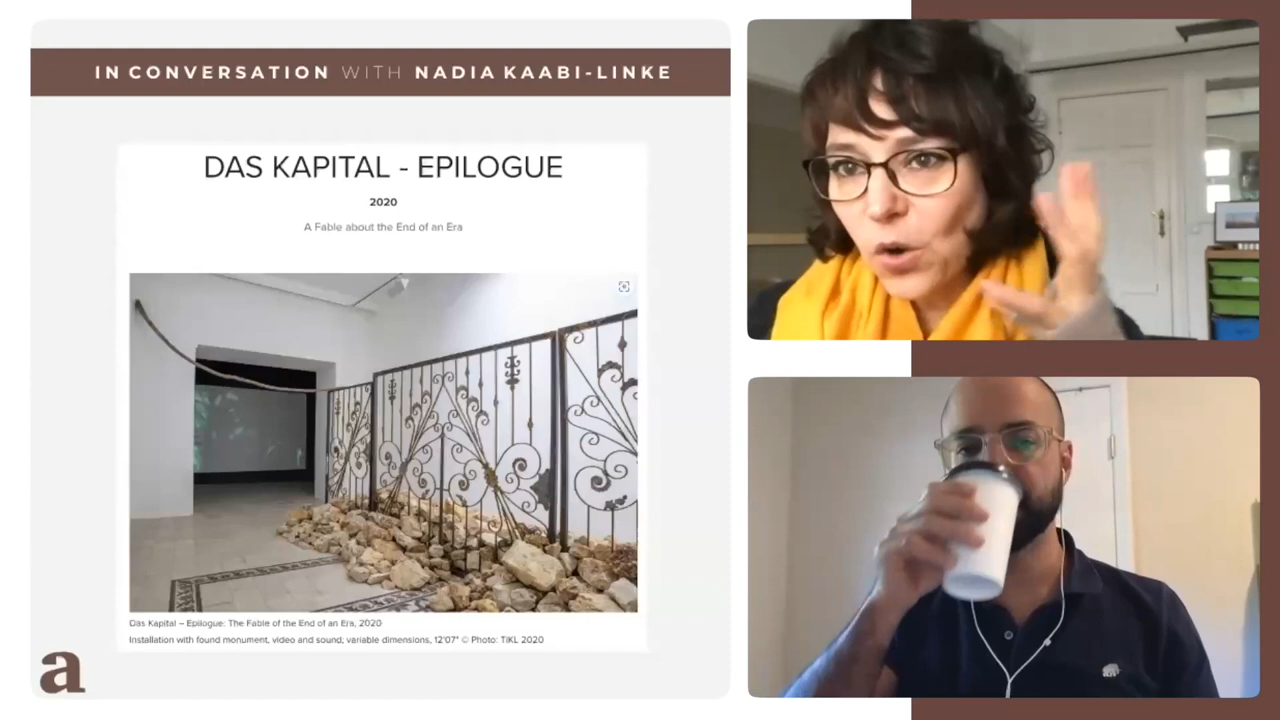 IN CONVERSATION WITH NADIA KAABI-LINKE
DAS KAPITAL - EPILOGUE
2020
A Fable about the End of an Era
Das Kapital – Epilogue: The Fable of the End of an Era, 2020
Installation with found monument, video and sound; variable dimensions, 12'07" © Photo: TiKL 2020
a